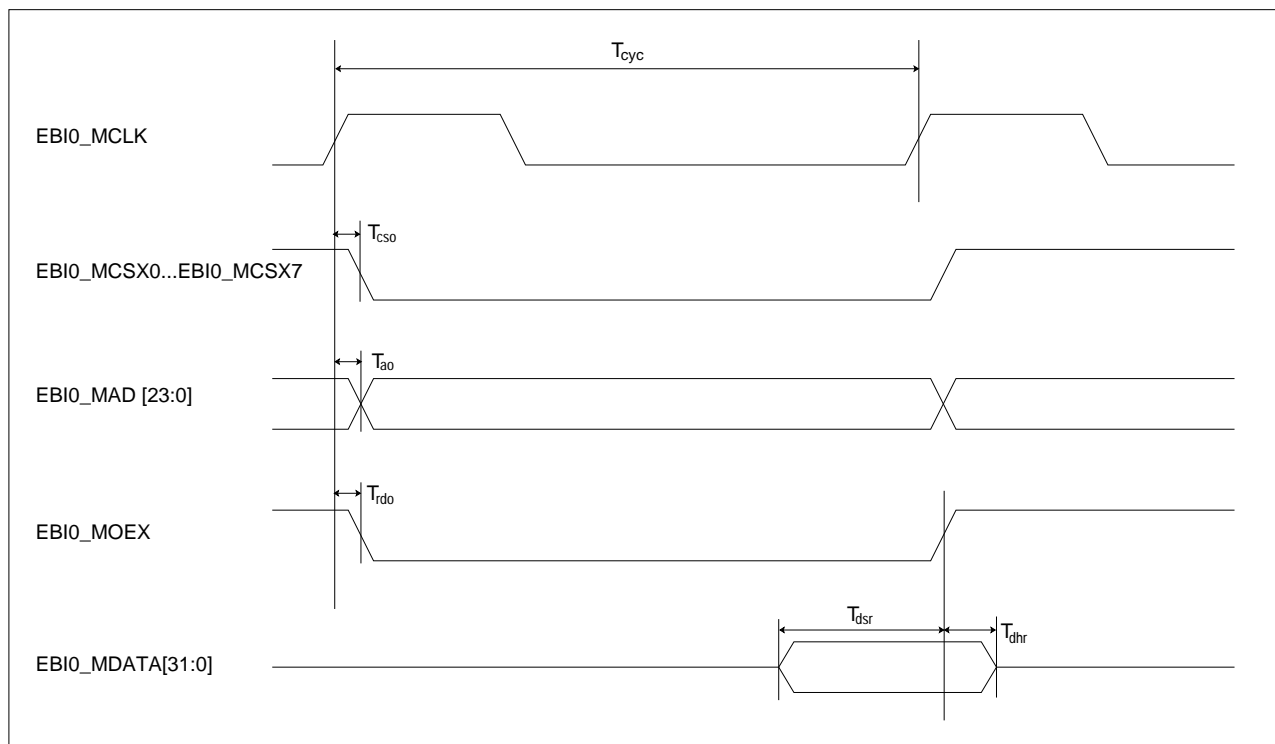 Tcyc
EBI0_MCLK
Tcso
EBI0_MCSX0...EBI0_MCSX7
Tao
EBI0_MAD [23:0]
Trdo
EBI0_MOEX
Tdsr
Tdhr
EBI0_MDATA[31:0]